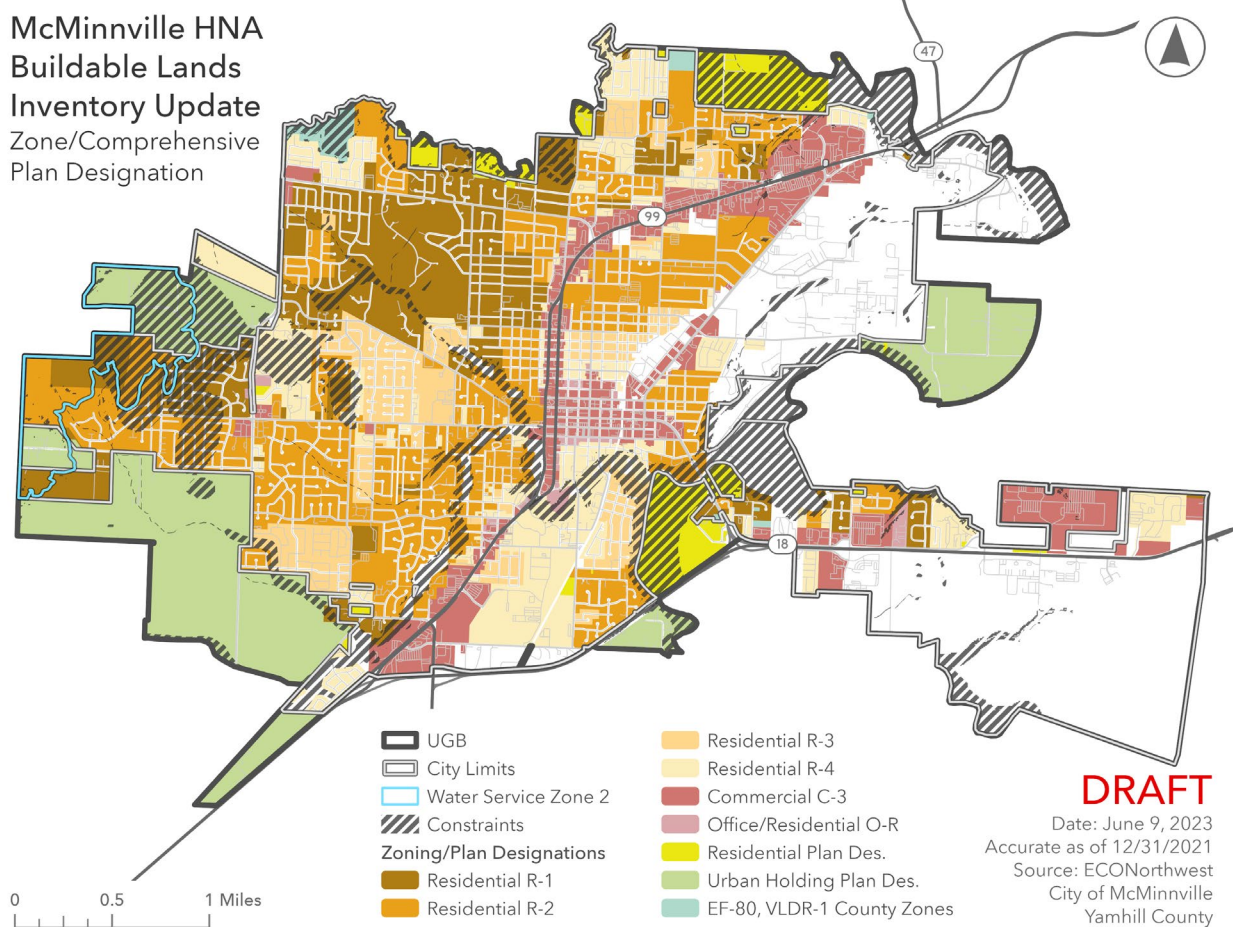 McMinnville HNA
Buildable Lands
Inventory Update
Zone/Comprehensive
Plan Designation
47
99
18
UGB
City Limits
Water Service Zone 2
Constraints
Zoning/Plan Designations
Residential R-1
Residential R-2
Residential R-3
Residential R-4
Commercial C-3
Office/Residential O-R
Residential Plan Des.
Urban Holding Plan Des.
EF-80, VLDR-1 County Zones
0 0.5 1 Miles
DRAFT
Date: June 9, 2023
Accurate as of 12/31/2021
Source: ECONorthwest
City of McMinnville
Yamhill County